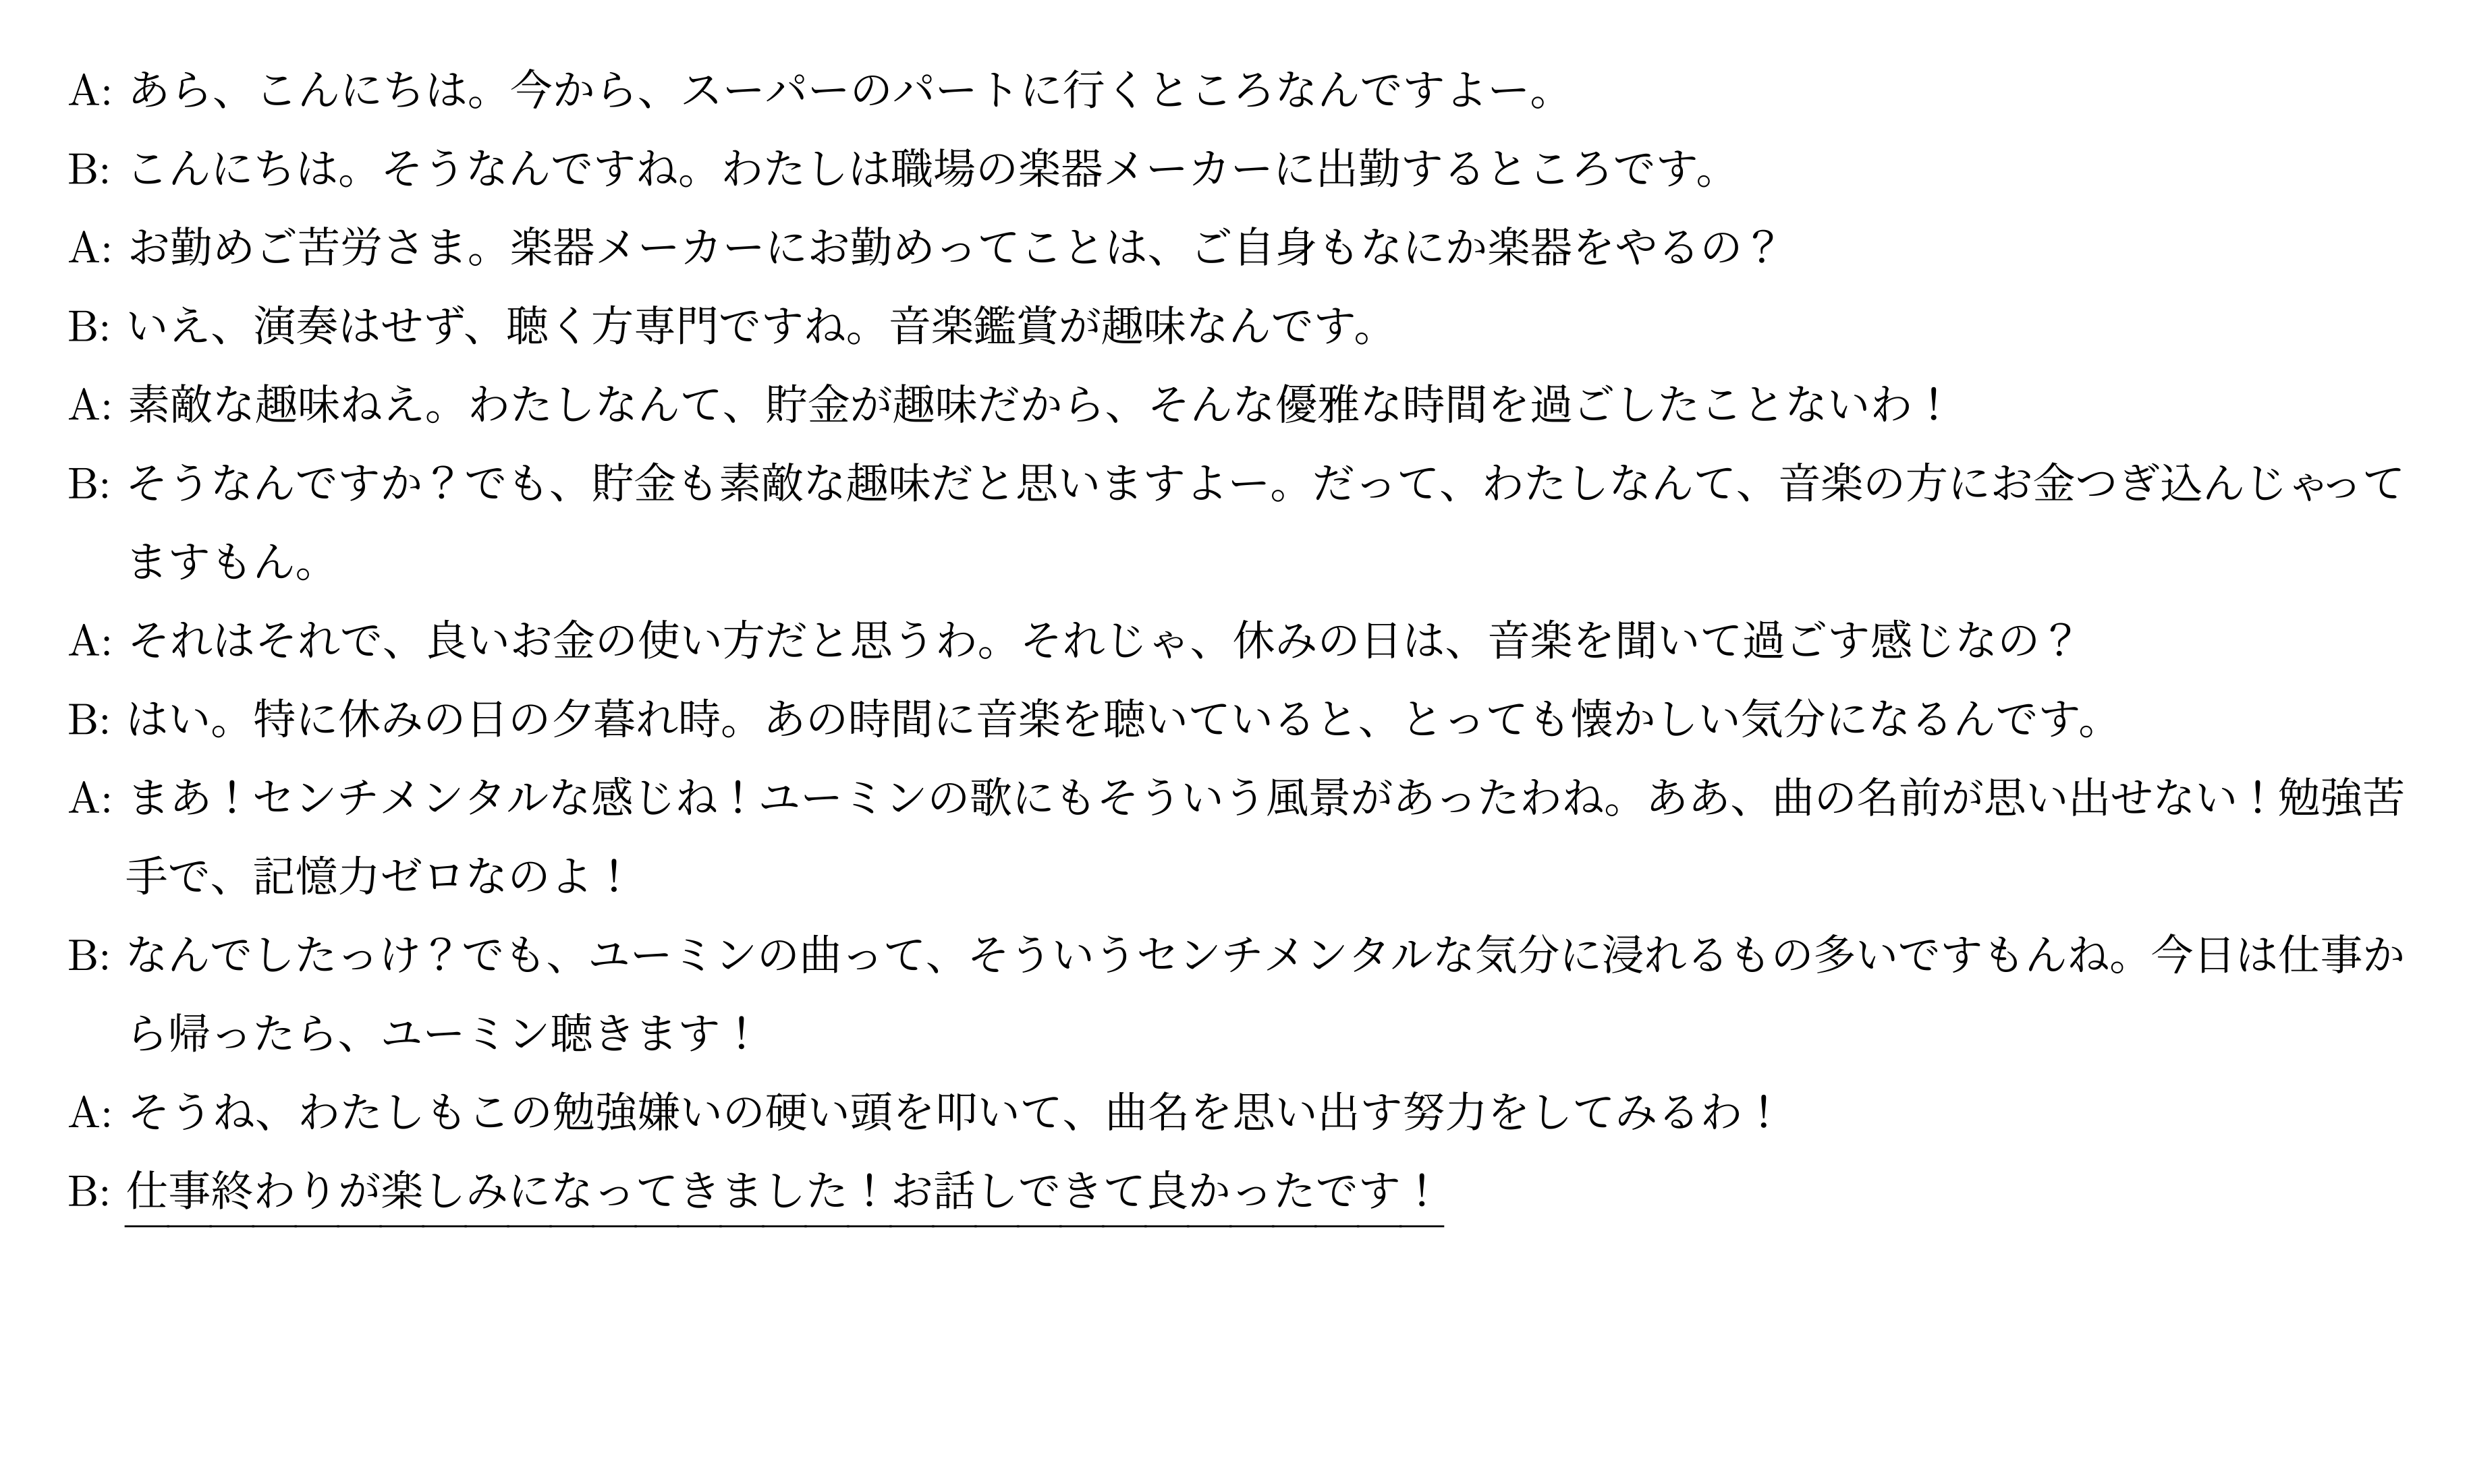 A: あら、こんにちは。今から、スーパーのパートに行くところなんですよー。
B: こんにちは。そうなんですね。わたしは職場の楽器メーカーに出勤するところです。
A: お勤めご苦労さま。楽器メーカーにお勤めってことは、ご自身もなにか楽器をやるの？
B: いえ、演奏はせず、聴く方専門ですね。音楽鑑賞が趣味なんです。
A: 素敵な趣味ねえ。わたしなんて、貯金が趣味だから、そんな優雅な時間を過ごしたことないわ！
B: そうなんですか？でも、貯金も素敵な趣味だと思いますよー。だって、わたしなんて、音楽の方にお金つぎ込んじゃって
ますもん。
A: それはそれで、良いお金の使い方だと思うわ。それじゃ、休みの日は、音楽を聞いて過ごす感じなの？
B: はい。特に休みの日の夕暮れ時。あの時間に音楽を聴いていると、とっても懐かしい気分になるんです。
A: まあ！センチメンタルな感じね！ユーミンの歌にもそういう風景があったわね。ああ、曲の名前が思い出せない！勉強苦
手で、記憶力ゼロなのよ！
B: なんでしたっけ？でも、ユーミンの曲って、そういうセンチメンタルな気分に浸れるもの多いですもんね。今日は仕事か
ら帰ったら、ユーミン聴きます！
A: そうね、わたしもこの勉強嫌いの硬い頭を叩いて、曲名を思い出す努力をしてみるわ！
B: 仕事終わりが楽しみになってきました！お話しできて良かったです！